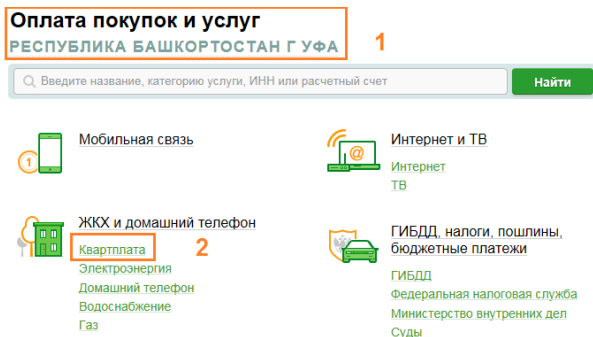 Оплата покупок и услуг
РЕСПУБЛИКА БАШКОРТОСТАН Г УФА
1
Введите название, категорию услуги, ИНН или расчетный счет
Найти
1
Мобильная связь
@
Интернет и ТВ
Интернет
ТВ
ЖКХ и домашний телефон
Квартплата
2
Электроэнергия
Домашний телефон
Водоснабжение
Газ
ГИБДД, налоги, пошлины,
бюджетные платежи
ГИБДД
Федеральная налоговая служба
Министерство внутренних дел
Суды